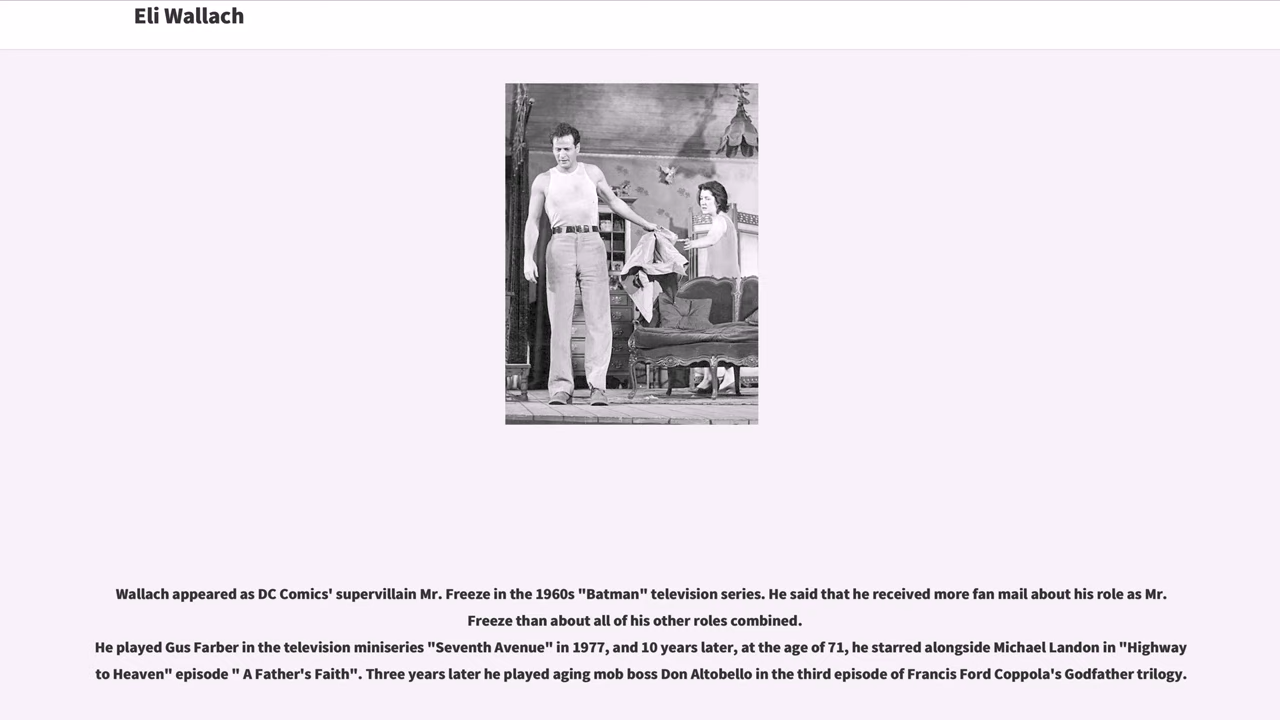 Eli Wallach
Wallach appeared as DC Comics' supervillain Mr. Freeze in the 1960s "Batman" television series. He said that he received more fan mail about his role as Mr.
Freeze than about all of his other roles combined.
He played Gus Farber in the television miniseries "Seventh Avenue" in 1977, and 10 years later, at the age of 71, he starred alongside Michael Landon in "Highway
to Heaven" episode " A Father's Faith". Three years later he played aging mob boss Don Altobello in the third episode of Francis Ford Coppola's Godfather trilogy.